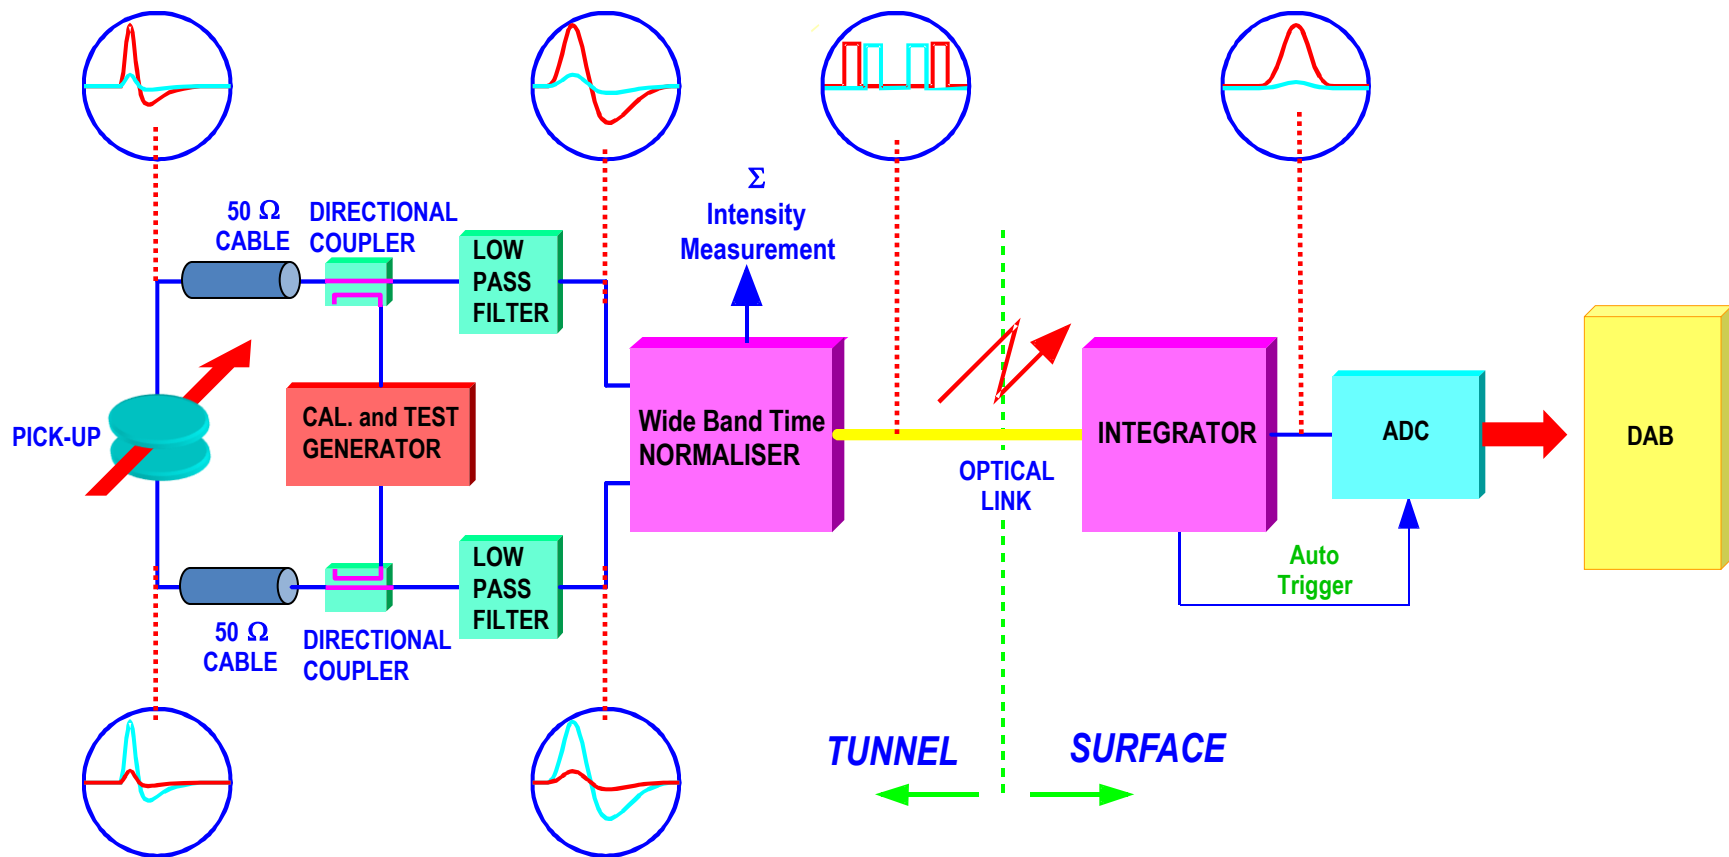 Σ
Intensity
Measurement
50 Ω
CABLE
DIRECTIONAL
COUPLER
LOW
PASS
FILTER
PICK-UP
CAL. and TEST
GENERATOR
Wide Band Time
NORMALISER
OPTICAL
LINK
INTEGRATOR
ADC
DAB
Auto
Trigger
LOW
PASS
FILTER
50 Ω
CABLE
DIRECTIONAL
COUPLER
TUNNEL
SURFACE